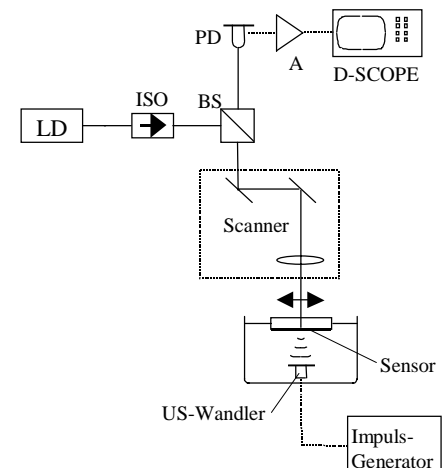 PD
A
D-SCOPE
ISO
BS
LD
Scanner
Sensor
US-Wandler
Impuls-
Generator